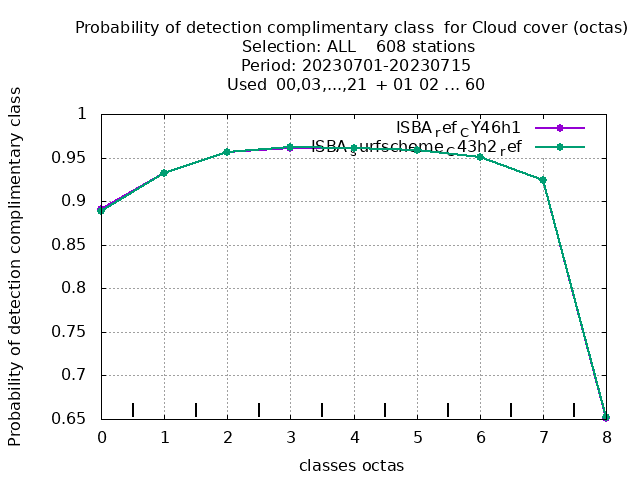 Probability of detection complimentary class  for Cloud cover (octas)
Selection: ALL    608 stations
Period: 20230701-20230715
Used  00,03,...,21  + 01 02 ... 60
Probability of detection complimentary class
1
0.95
0.9
0.85
0.8
0.75
0.7
0.65
ISBA_ref_CY46h1
ISBA_surfscheme_C43h2_ref
0 1 2 3 4 5 6 7 8
classes octas